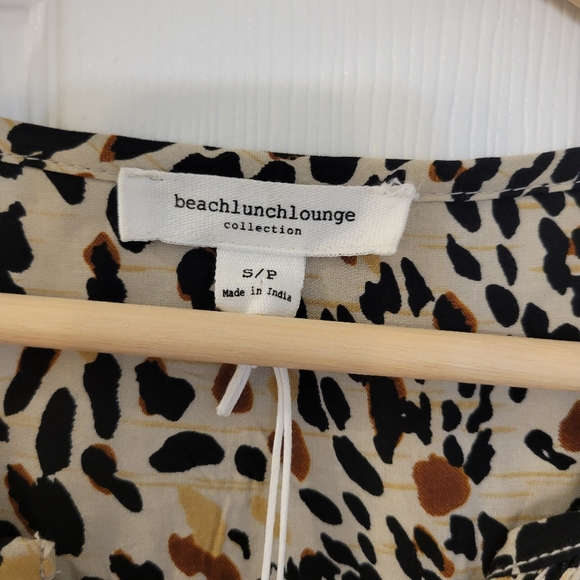 beachlunchlounge
collection
S/P
Made in India